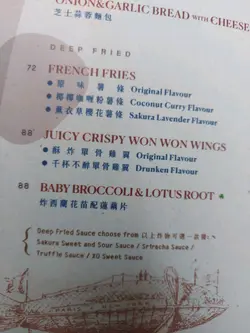 ONION&GARLIC BREAD WITH CHEESE
芝士蒜蓉麵包
DEEP FRIED
72 FRENCH FRIES
原味薯條 Original Flavour
椰椰咖喱粉薯條 Coconut Curry Flavour
薰衣草櫻花薯條 Sakura Lavender Flavour
88 JUICY CRISPY WON WON WINGS
酥炸單骨雞翼 Original Flavour
千杯不醉單骨雞翼 Drunken Flavour
88 BABY BROCCOLI & LOTUS ROOT
炸西蘭花苗配蓮藕片
Deep Fried Sauce choose from 以上炸物可選一款醬:
Sakura Sweet and Sour Sauce / Sriracha Sauce /
Truffle Sauce / XO Sweet Sauce